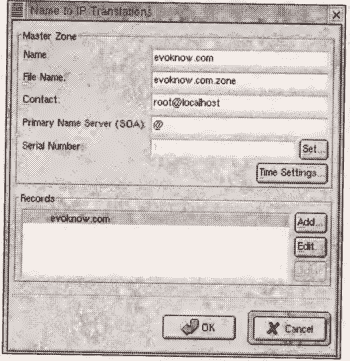 Name to IP Translations
Master Zone
Name evoknow.com
File Name: evoknow.com.zone
Contact: root@localhost
Primary Name Server (SOA): @
Serial Number: 1 Set...
Time Settings...
Records
evoknow.com
Add...
Edit...
OK
Cancel